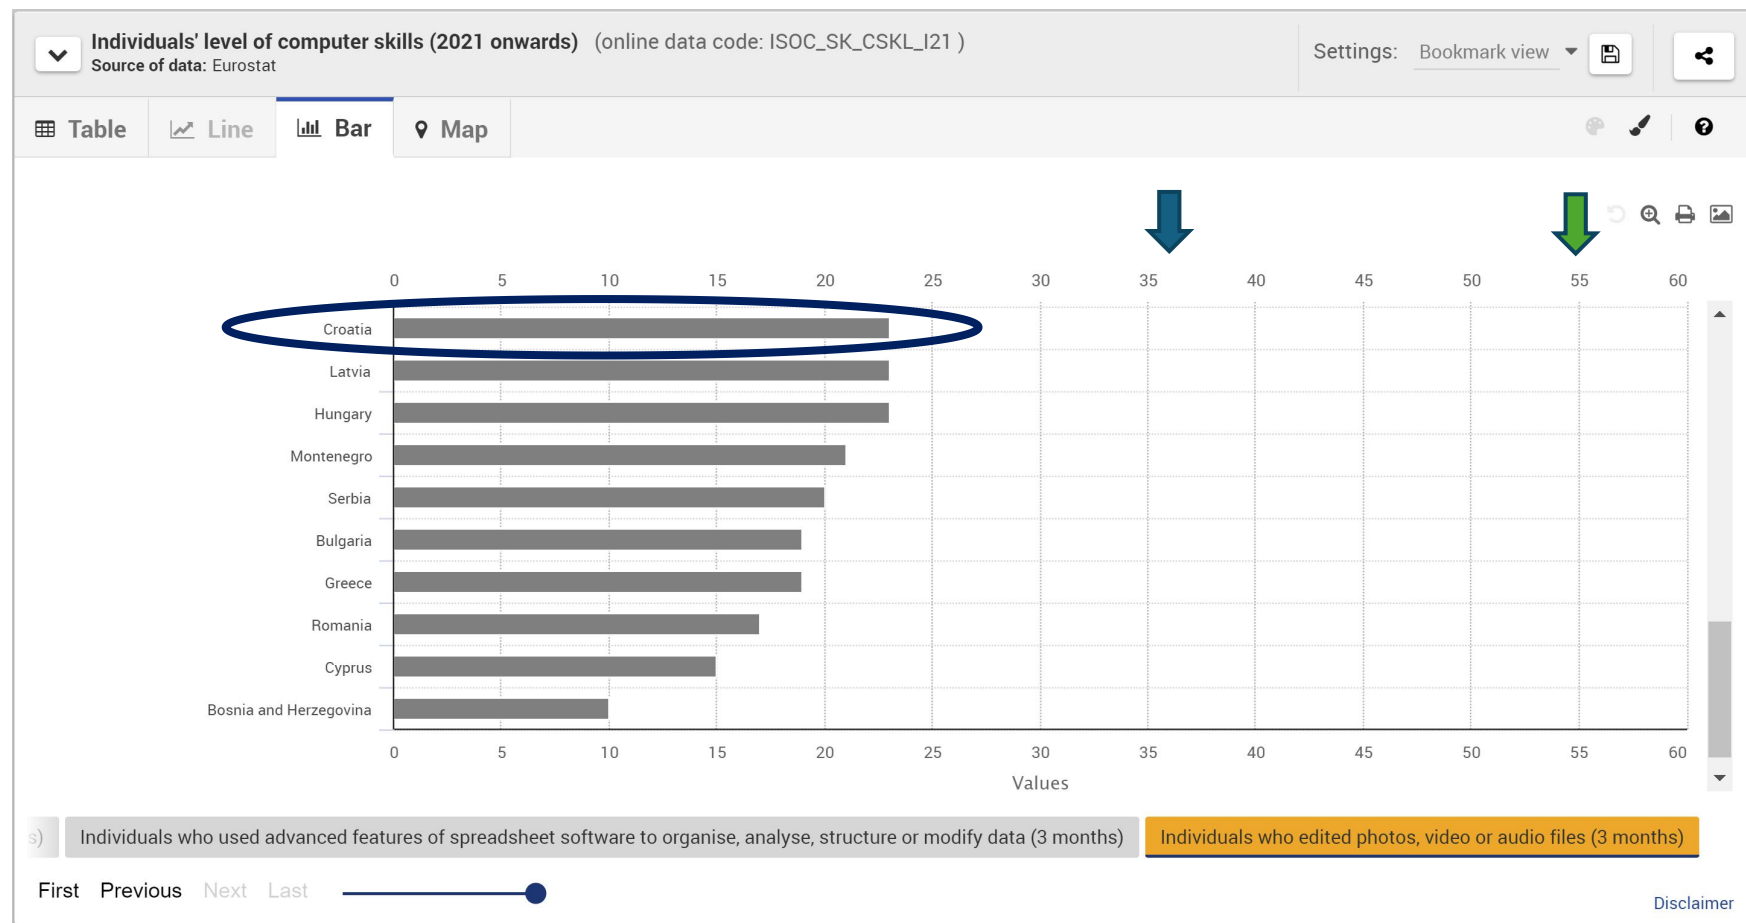 Individuals' level of computer skills (2021 onwards) (online data code: ISOC_SK_CSKL_I21 )
Source of data: Eurostat
Settings: Bookmark view
Table Line Bar Map
0 5 10 15 20 25 30 35 40 45 50 55 60
Croatia
Latvia
Hungary
Montenegro
Serbia
Bulgaria
Greece
Romania
Cyprus
Bosnia and Herzegovina
0 5 10 15 20 25 30 35 40 45 50 55 60
Values
s) Individuals who used advanced features of spreadsheet software to organise, analyse, structure or modify data (3 months) Individuals who edited photos, video or audio files (3 months)
First Previous Next Last
Disclaimer